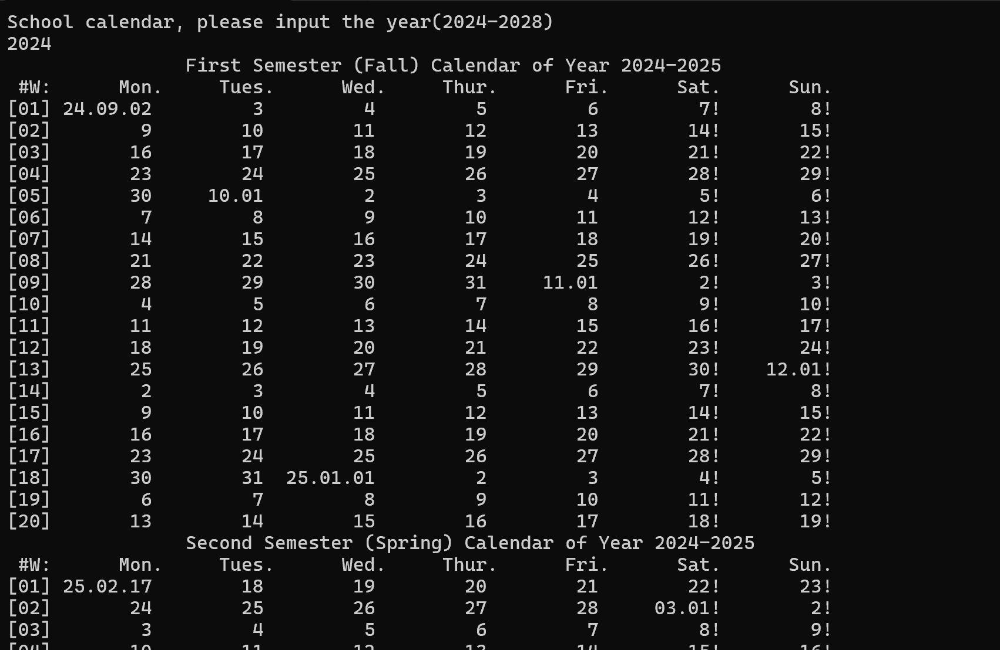 School calendar, please input the year(2024-2028)
2024
First Semester (Fall) Calendar of Year 2024-2025
#W: Mon. Tues. Wed. Thur. Fri. Sat. Sun.
[01] 24.09.02 3 4 5 6 7! 8!
[02] 9 10 11 12 13 14! 15!
[03] 16 17 18 19 20 21! 22!
[04] 23 24 25 26 27 28! 29!
[05] 30 10.01 2 3 4 5! 6!
[06] 7 8 9 10 11 12! 13!
[07] 14 15 16 17 18 19! 20!
[08] 21 22 23 24 25 26! 27!
[09] 28 29 30 31 11.01 2! 3!
[10] 4 5 6 7 8 9! 10!
[11] 11 12 13 14 15 16! 17!
[12] 18 19 20 21 22 23! 24!
[13] 25 26 27 28 29 30! 12.01!
[14] 2 3 4 5 6 7! 8!
[15] 9 10 11 12 13 14! 15!
[16] 16 17 18 19 20 21! 22!
[17] 23 24 25 26 27 28! 29!
[18] 30 31 25.01.01 2 3 4! 5!
[19] 6 7 8 9 10 11! 12!
[20] 13 14 15 16 17 18! 19!
Second Semester (Spring) Calendar of Year 2024-2025
#W: Mon. Tues. Wed. Thur. Fri. Sat. Sun.
[01] 25.02.17 18 19 20 21 22! 23!
[02] 24 25 26 27 28 03.01! 2!
[03] 3 4 5 6 7 8! 9!
[04] 10 11 12 13 14 15! 16!